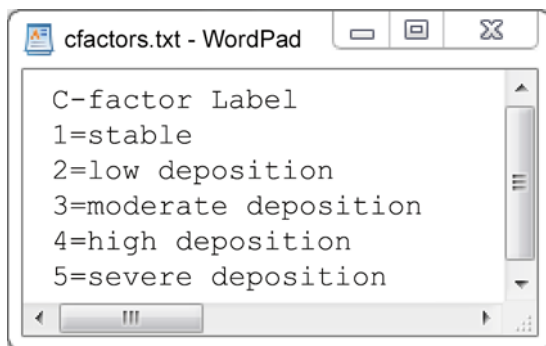 cfactors.txt - WordPad
C-factor Label
1=stable
2=low deposition
3=moderate deposition
4=high deposition
5=severe deposition